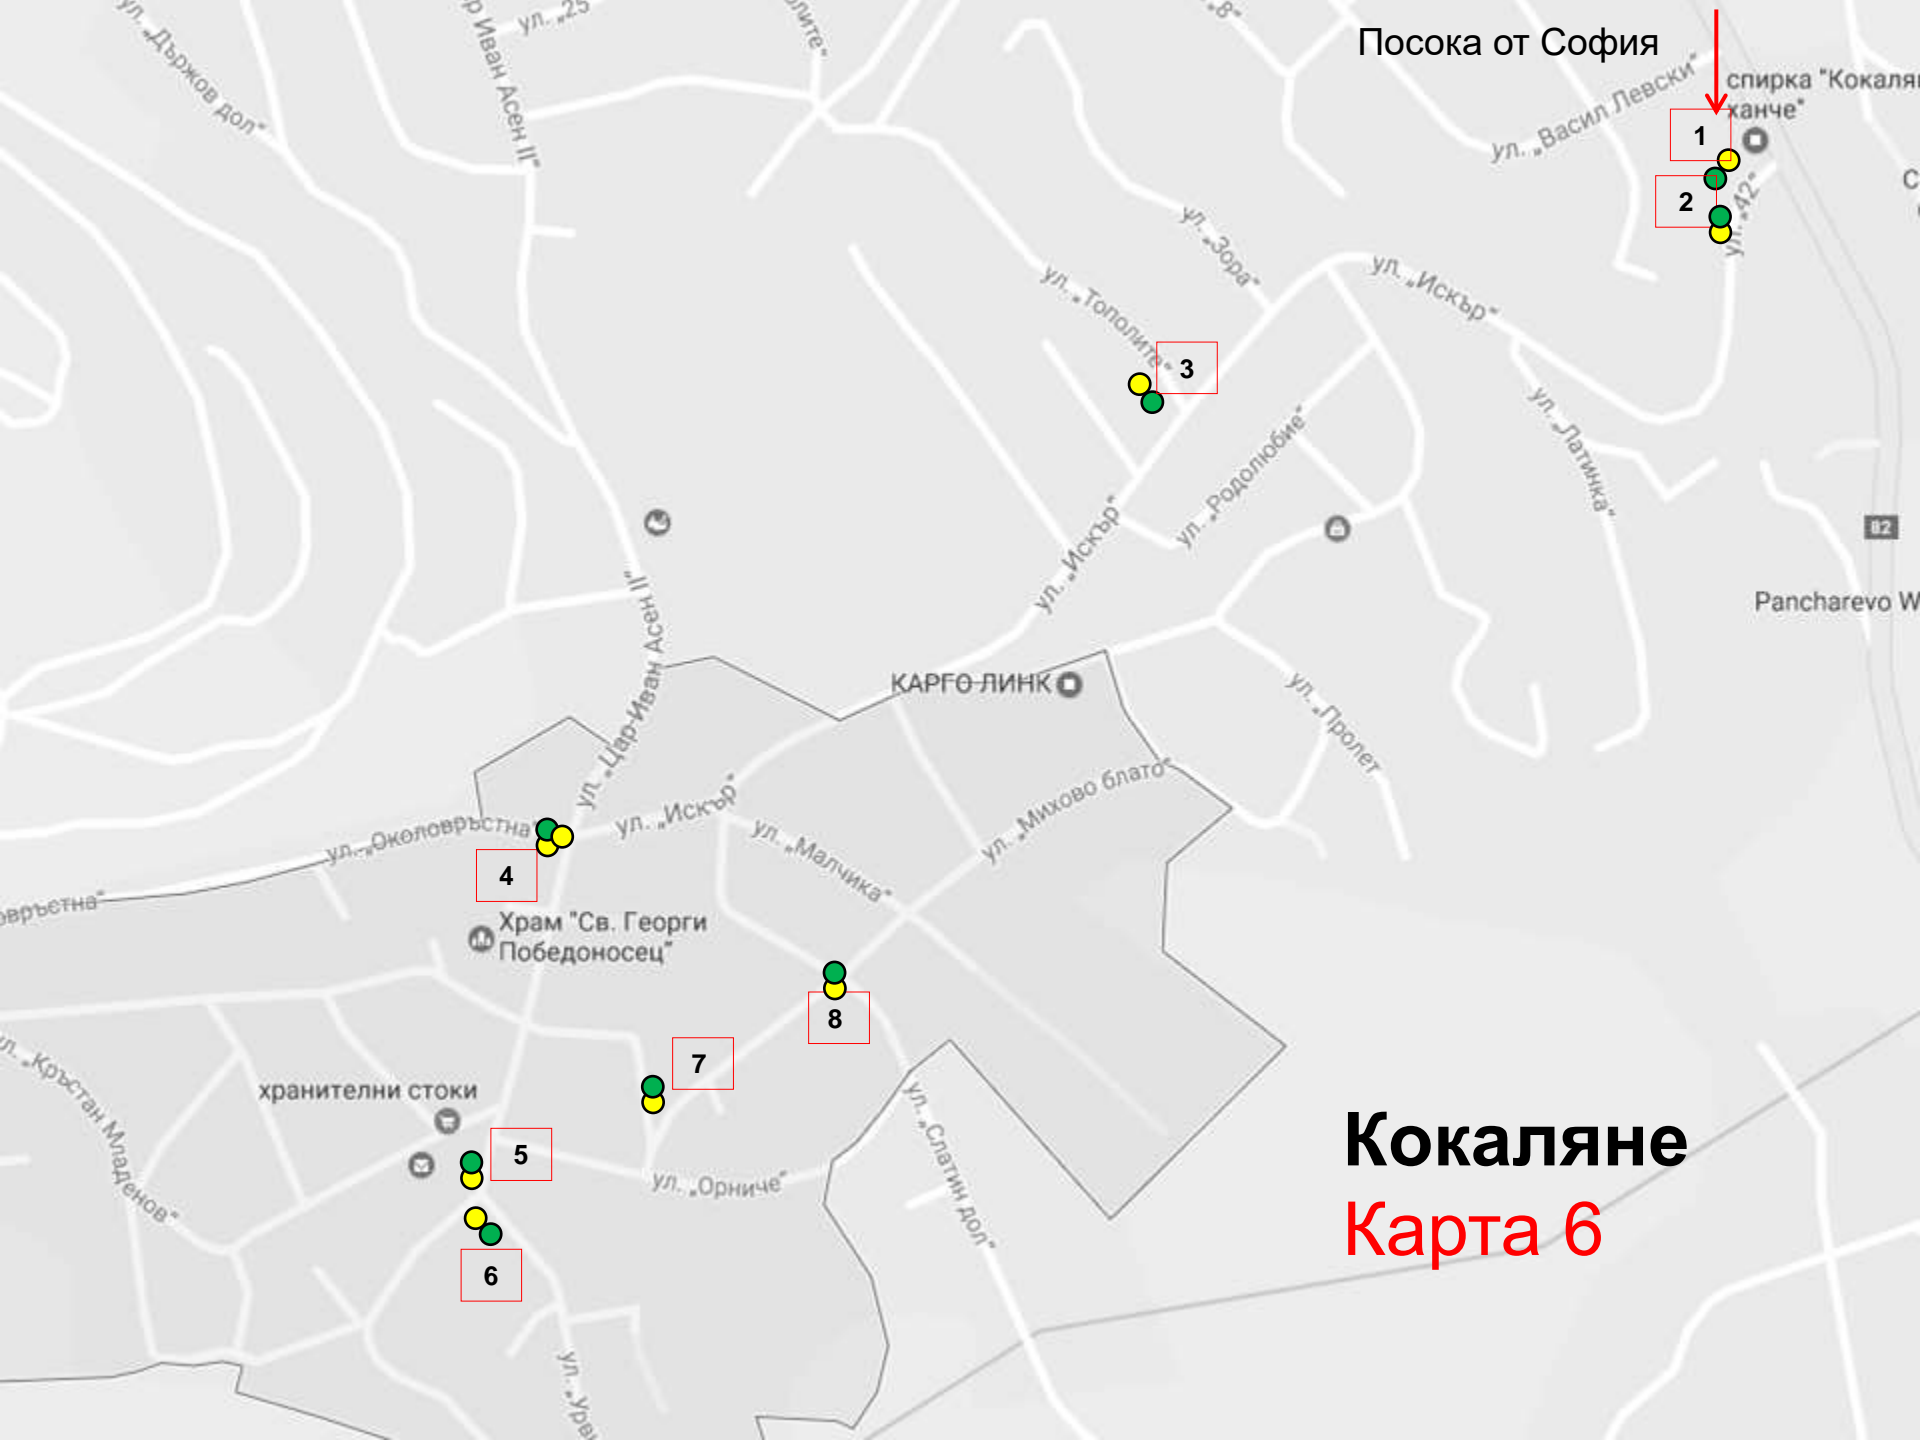 ул. „Държов дол“
ул. „25
Иван Асен II“
Посока от София
ул. „Васил Левски“
спирка "Кокалян
ханче"
1
2
ул. „42“
ул. „Зора“
ул. „Искър“
ул. „Тополите“
3
ул. „Родолюбие“
ул. „Латинка“
ул. „Искър“
82
Pancharevo W
ул. „Цар Иван Асен II“
КАРГО ЛИНК
ул. „Пролет
ул. „Михово благо“
ул. „Искър“
ул. „Малчика“
ул. „Околовръстна“
4
Храм "Св. Георги
Победоносец"
8
7
ул. „Кръстан Младенов“
хранителни стоки
5
ул. „Орниче“
ул. „Слатин дол“
6
Кокаляне
Карта 6